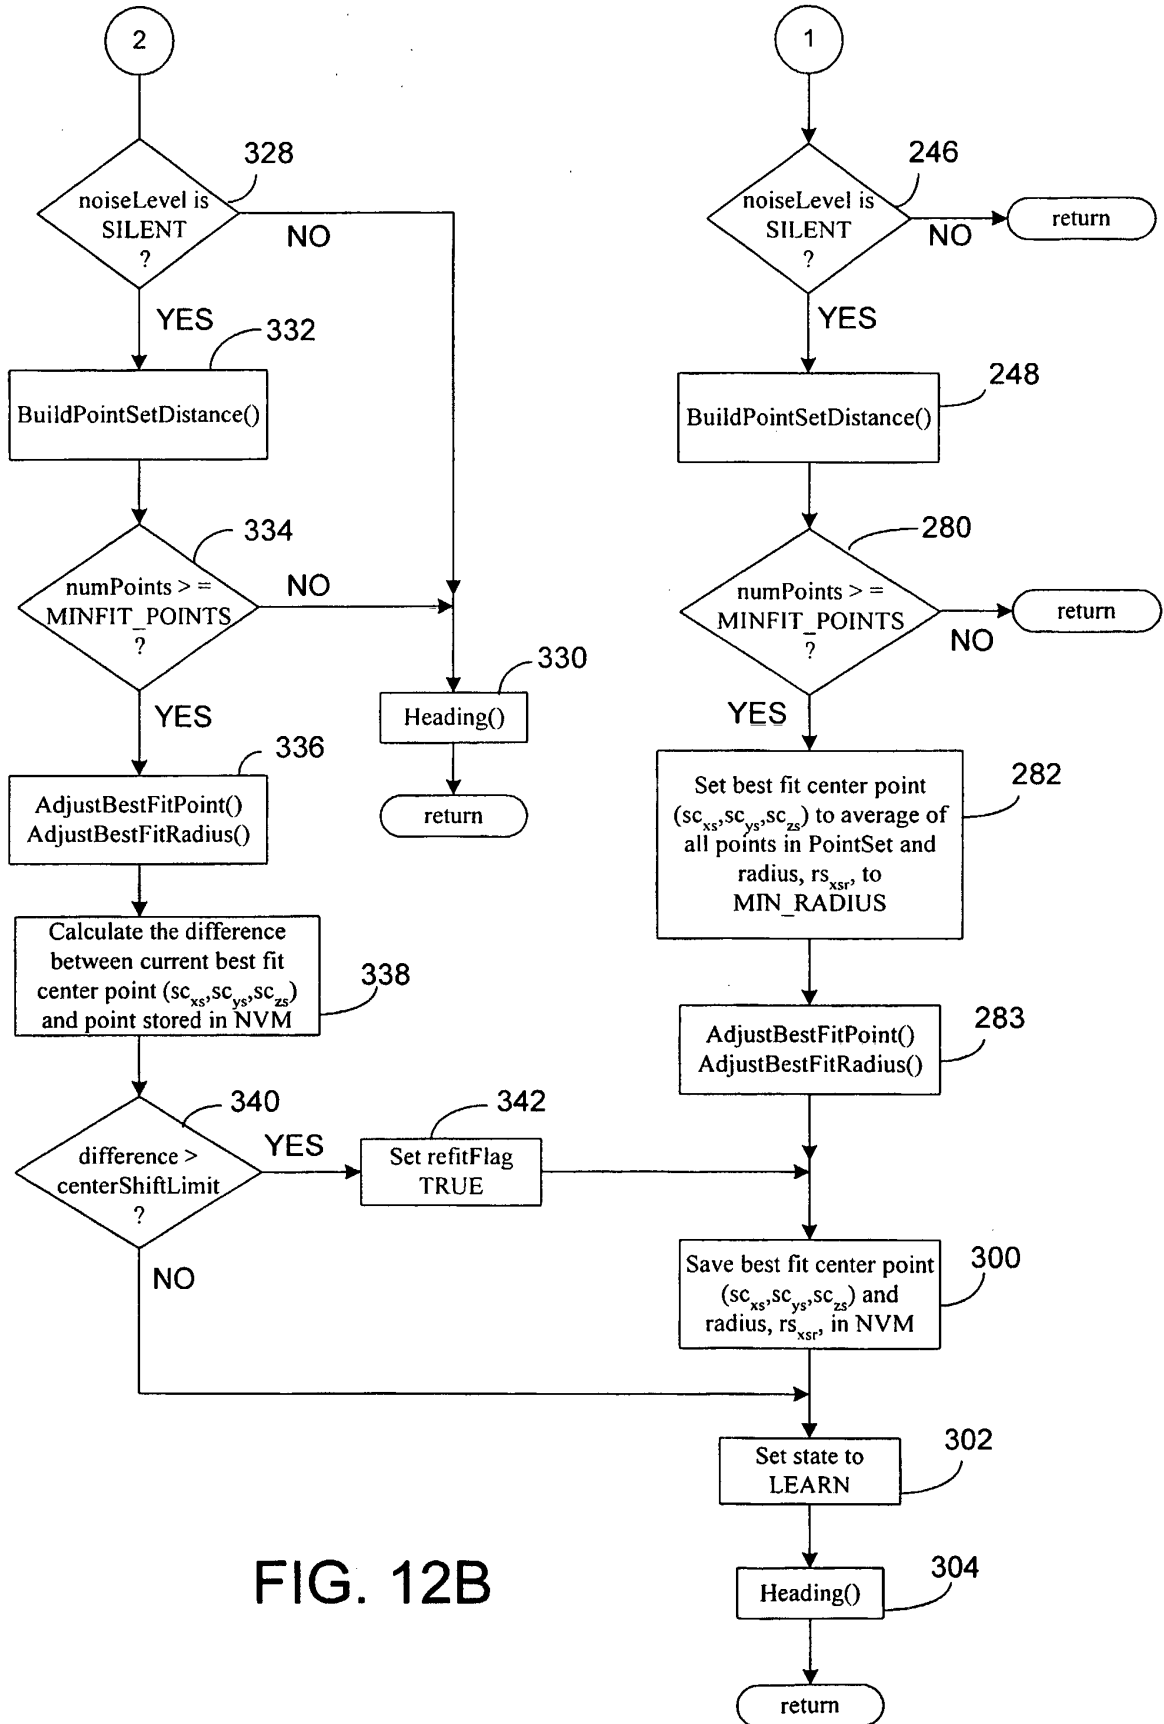 2
328
noiseLevel is
SILENT
?
NO
YES
332
BuildPointSetDistance()
334
numPoints > =
MINFIT_POINTS
?
NO
YES
330
Heading()
return
336
AdjustBestFitPoint()
AdjustBestFitRadius()
Calculate the difference
between current best fit
center point (sc_xs,sc_ys,sc_zs)
and point stored in NVM
338
340
difference >
centerShiftLimit
?
YES
NO
342
Set refitFlag
TRUE
1
246
noiseLevel is
SILENT
?
NO
return
YES
248
BuildPointSetDistance()
280
numPoints > =
MINFIT_POINTS
?
NO
return
YES
282
Set best fit center point
(sc_xs,sc_ys,sc_zs) to average of
all points in PointSet and
radius, rs_xsr, to
MIN_RADIUS
283
AdjustBestFitPoint()
AdjustBestFitRadius()
300
Save best fit center point
(sc_xs,sc_ys,sc_zs) and
radius, rs_xsr, in NVM
302
Set state to
LEARN
304
Heading()
return
FIG. 12B